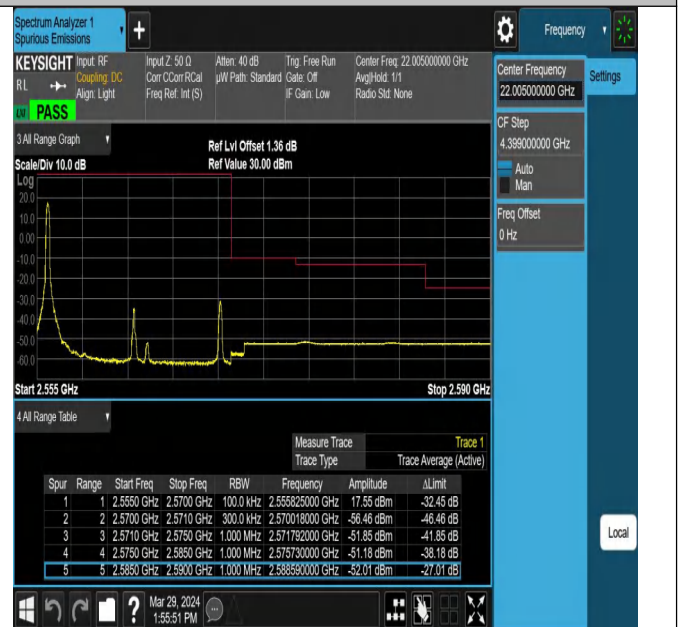 Spectrum Analyzer 1
Spurious Emissions
+
Frequency
KEYSIGHT
RL
Input: RF
Coupling: DC
Align: Light
Input Z: 50 Ω
Corr CCorr RCal
Freq Ref: Int (S)
Atten: 40 dB
µW Path: Standard
Trig: Free Run
Gate: Off
IF Gain: Low
Center Freq: 22.005000000 GHz
Avg|Hold: 1/1
Radio Std: None
PASS
Center Frequency
22.005000000 GHz
Settings
CF Step
4.399000000 GHz
Auto
Man
Freq Offset
0 Hz
3 All Range Graph
Scale/Div 10.0 dB
Ref Lvl Offset 1.36 dB
Ref Value 30.00 dBm
Log
20.0
10.0
0.00
-10.0
-20.0
-30.0
-40.0
-50.0
-60.0
Start 2.555 GHz
Stop 2.590 GHz
4 All Range Table
Measure Trace Trace 1
Trace Type Trace Average (Active)
Spur Range Start Freq Stop Freq RBW Frequency Amplitude ΔLimit
1 1 2.5550 GHz 2.5700 GHz 100.0 kHz 2.555825000 GHz 17.55 dBm -32.45 dB
2 2 2.5700 GHz 2.5710 GHz 300.0 kHz 2.570018000 GHz -56.46 dBm -46.46 dB
3 3 2.5710 GHz 2.5750 GHz 1.000 MHz 2.571792000 GHz -51.85 dBm -41.85 dB
4 4 2.5750 GHz 2.5850 GHz 1.000 MHz 2.575730000 GHz -51.18 dBm -38.18 dB
5 5 2.5850 GHz 2.5900 GHz 1.000 MHz 2.588590000 GHz -52.01 dBm -27.01 dB
Local
?
Mar 29, 2024
1:55:51 PM